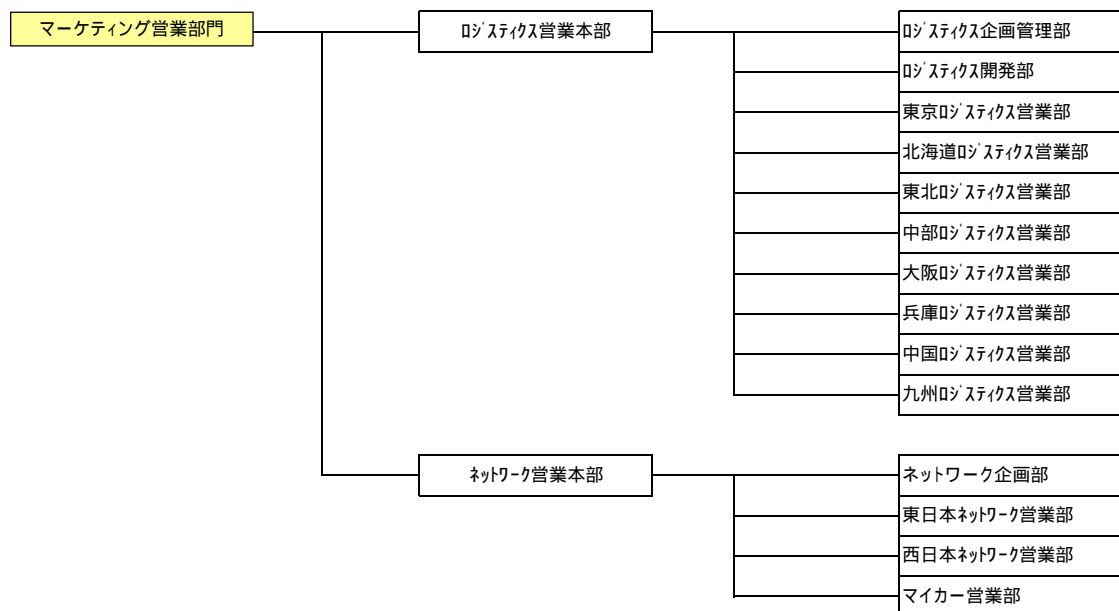 マーケティング営業部門
ﾛｼﾞｽﾃｨｸｽ営業本部
ﾛｼﾞｽﾃｨｸｽ企画管理部
ﾛｼﾞｽﾃｨｸｽ開発部
東京ﾛｼﾞｽﾃｨｸｽ営業部
北海道ﾛｼﾞｽﾃｨｸｽ営業部
東北ﾛｼﾞｽﾃｨｸｽ営業部
中部ﾛｼﾞｽﾃｨｸｽ営業部
大阪ﾛｼﾞｽﾃｨｸｽ営業部
兵庫ﾛｼﾞｽﾃｨｸｽ営業部
中国ﾛｼﾞｽﾃｨｸｽ営業部
九州ﾛｼﾞｽﾃｨｸｽ営業部
ﾈｯﾄﾜｰｸ営業本部
ネットワーク企画部
東日本ﾈｯﾄﾜｰｸ営業部
西日本ﾈｯﾄﾜｰｸ営業部
マイカー営業部